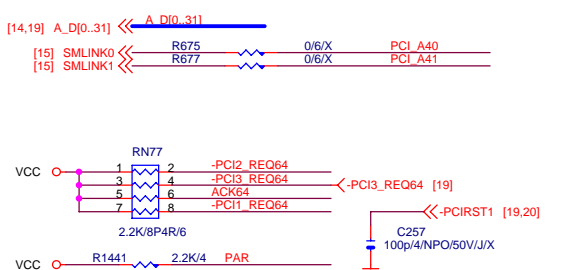 A_D[0..31]
[14,19] A_D[0..31]
[15] SMLINK0 R675 0/6/X PCI_A40
[15] SMLINK1 R677 0/6/X PCI_A41
RN77
VCC 1 2 -PCI2_REQ64
3 4 -PCI3_REQ64 -PCI3_REQ64 [19]
5 6 ACK64
7 8 -PCI1_REQ64
-PCIRST1 [19,20]
2.2K/8P4R/6
C257
100p/4/NPO/50V/J/X
VCC R1441 2.2K/4 PAR